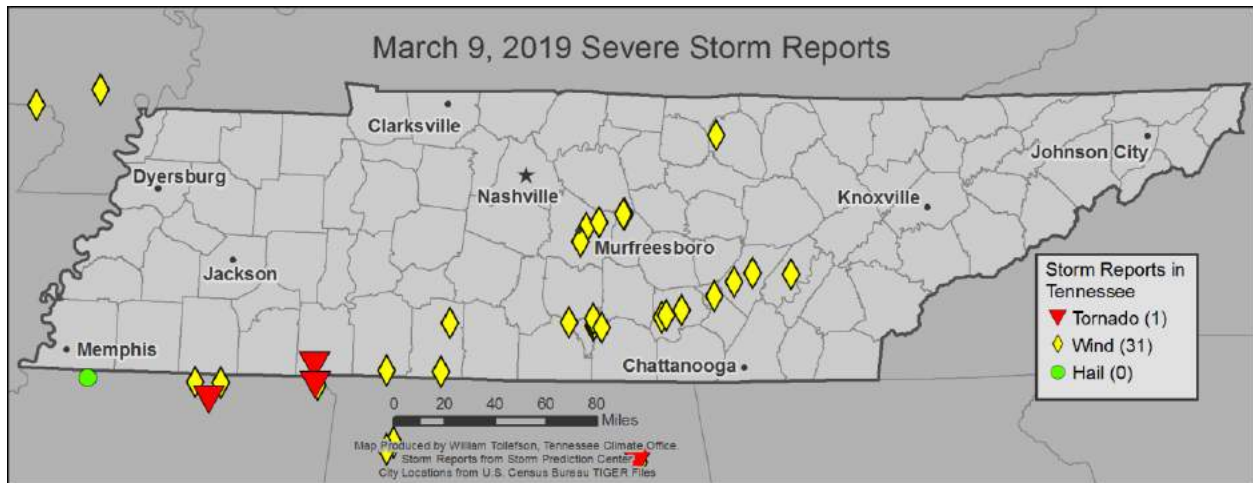 March 9, 2019 Severe Storm Reports
Clarksville
Johnson City
Dyersburg
Nashville
Knoxville
Murfreesboro
Jackson
Storm Reports in
Tennessee
Tornado (1)
Wind (31)
Hail (0)
Memphis
Chattanooga
0 20 40 60 80
Miles
Map Produced by William Tollefson, Tennessee Climate Office.
Storm Reports from Storm Prediction Center
City Locations from U.S. Census Bureau TIGER Files